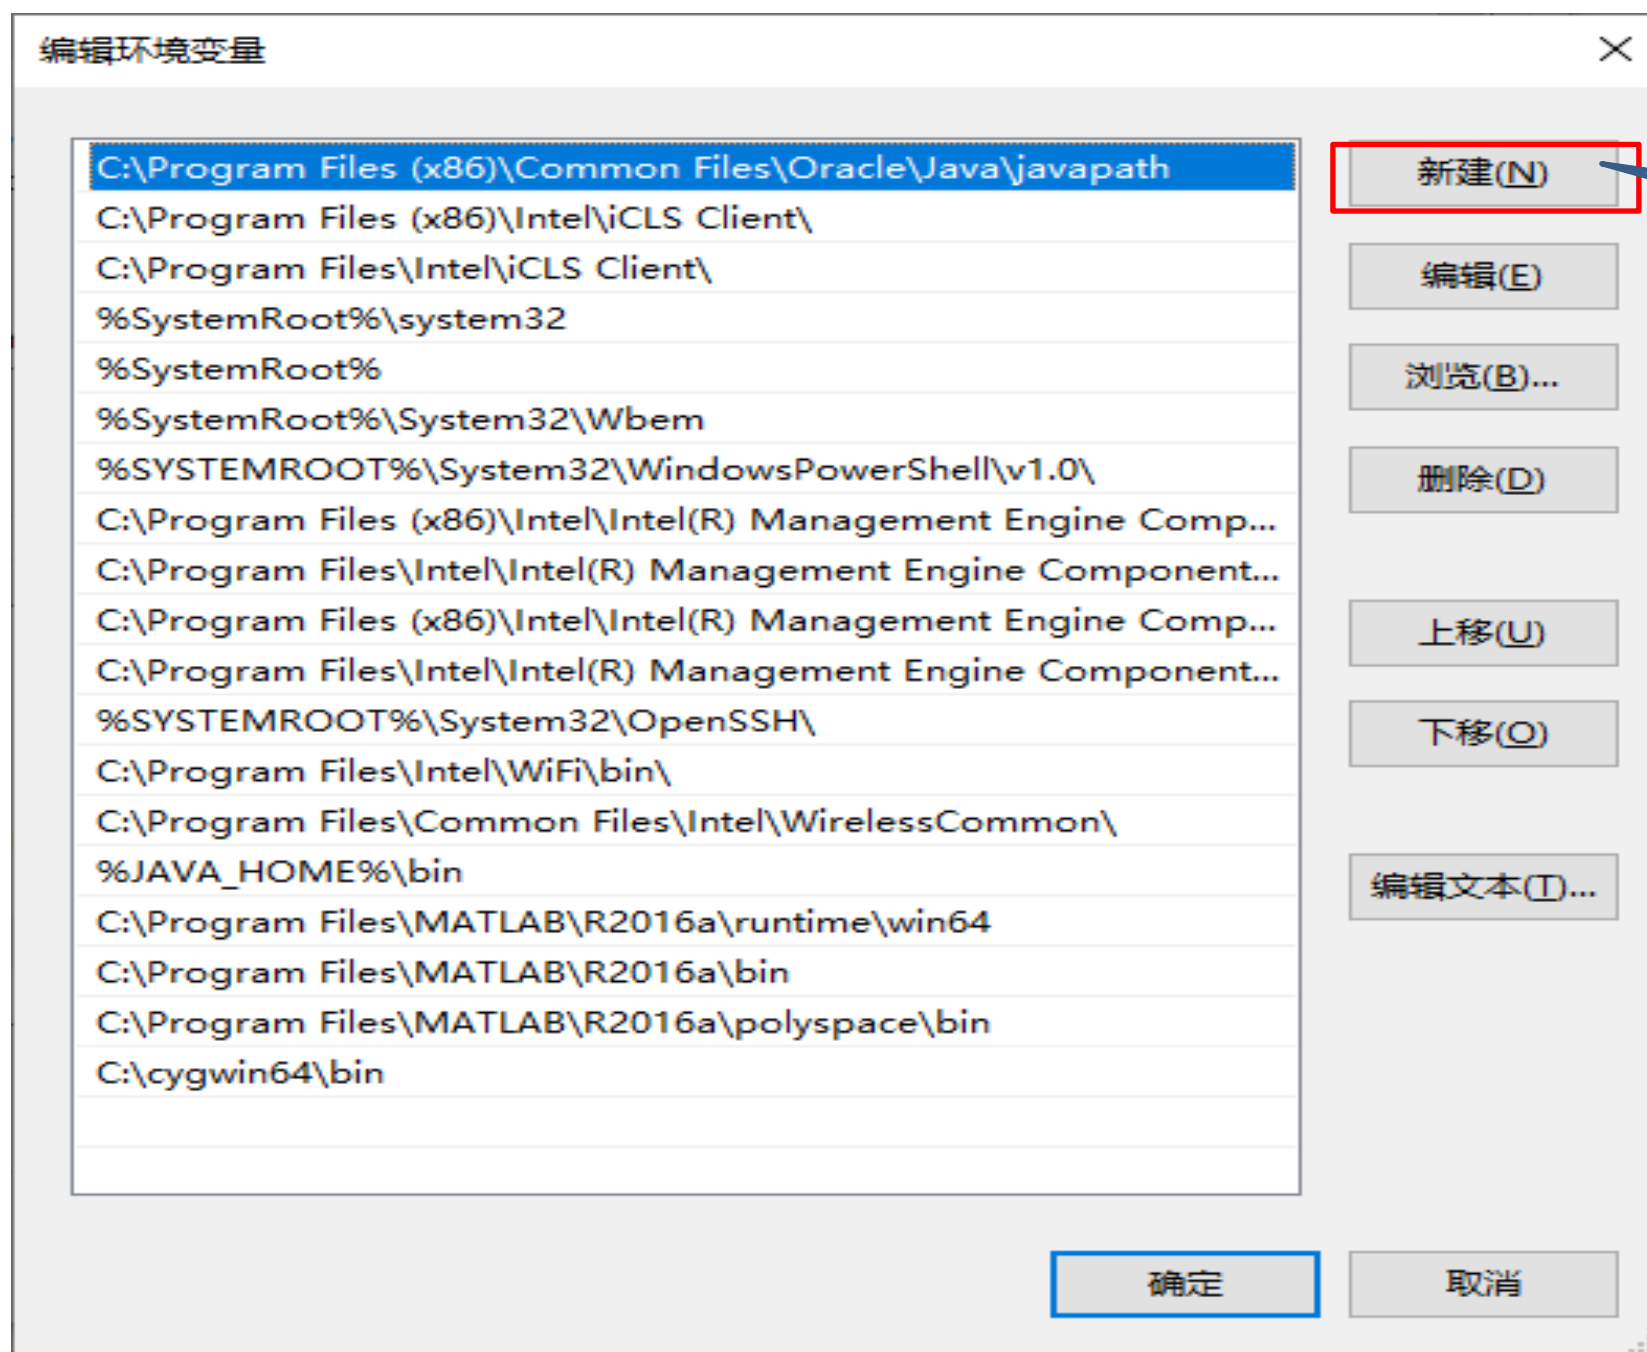 编辑环境变量
C:\Program Files (x86)\Common Files\Oracle\Java\javapath
C:\Program Files (x86)\Intel\iCLS Client\
C:\Program Files\Intel\iCLS Client\
%SystemRoot%\system32
%SystemRoot%
%SystemRoot%\System32\Wbem
%SYSTEMROOT%\System32\WindowsPowerShell\v1.0\
C:\Program Files (x86)\Intel\Intel(R) Management Engine Comp...
C:\Program Files\Intel\Intel(R) Management Engine Component...
C:\Program Files (x86)\Intel\Intel(R) Management Engine Comp...
C:\Program Files\Intel\Intel(R) Management Engine Component...
%SYSTEMROOT%\System32\OpenSSH\
C:\Program Files\Intel\WiFi\bin\
C:\Program Files\Common Files\Intel\WirelessCommon\
%JAVA_HOME%\bin
C:\Program Files\MATLAB\R2016a\runtime\win64
C:\Program Files\MATLAB\R2016a\bin
C:\Program Files\MATLAB\R2016a\polyspace\bin
C:\cygwin64\bin
新建(N)
编辑(E)
浏览(B)...
删除(D)
上移(U)
下移(O)
编辑文本(T)...
确定
取消